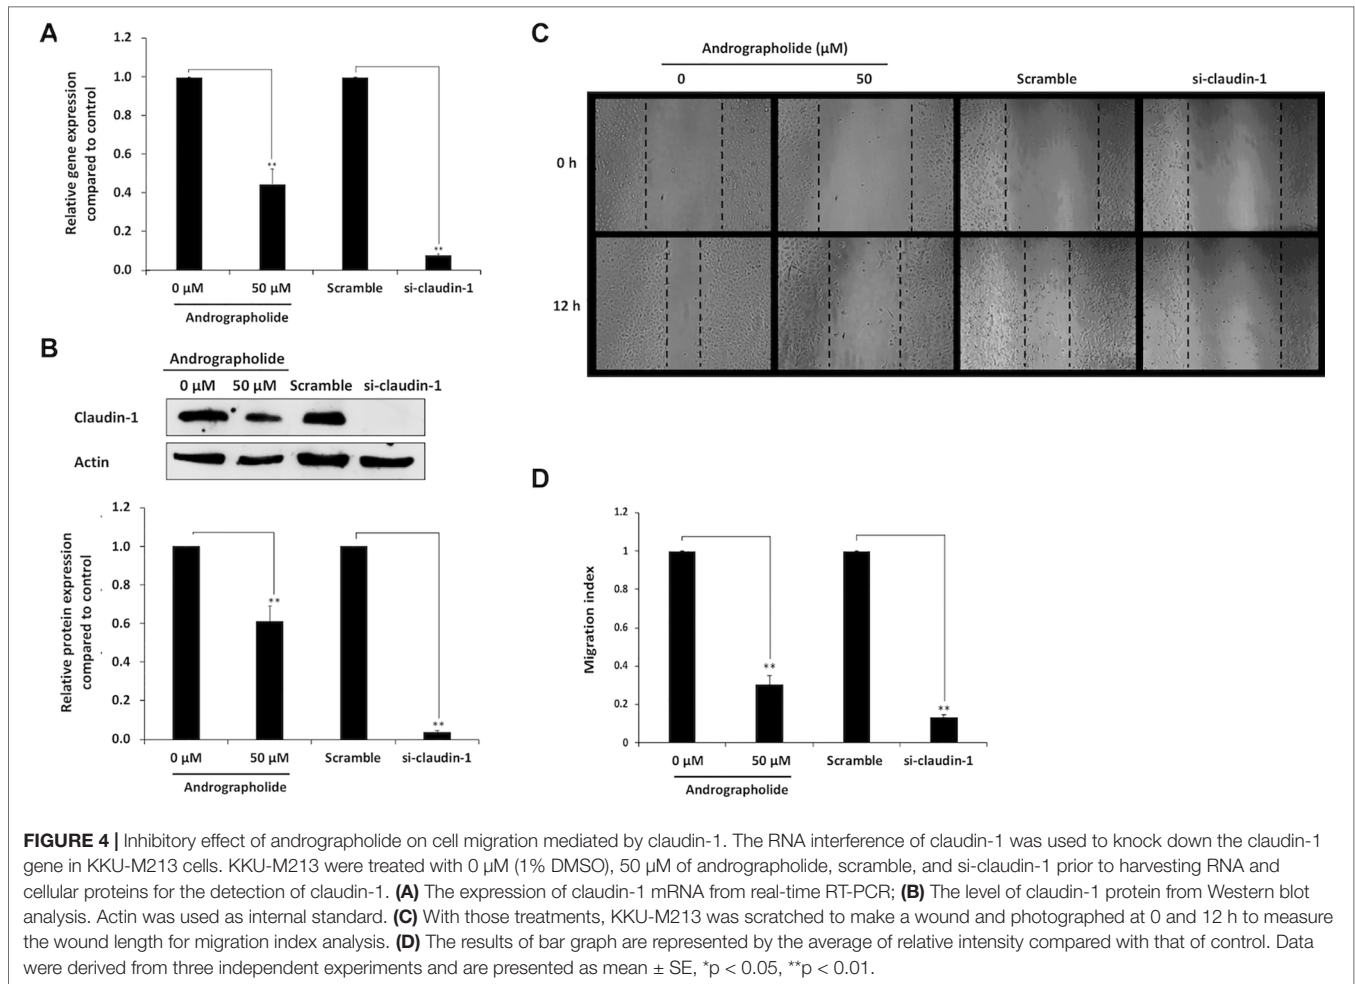 A
1.2
1.0
0.8
0.6
0.4
0.2
0.0
Relative gene expression
compared to control
**
**
0 µM
50 µM
Scramble
si-claudin-1
Andrographolide
B
Andrographolide
0 µM 50 µM Scramble si-claudin-1
Claudin-1
Actin
1.2
1.0
0.8
0.6
0.4
0.2
0.0
Relative protein expression
compared to control
**
**
0 µM
50 µM
Scramble
si-claudin-1
Andrographolide
C
Andrographolide (µM)
0
50
Scramble
si-claudin-1
0 h
12 h
D
1.2
1
0.8
0.6
0.4
0.2
0
Migration index
**
**
0 µM
50 µM
Scramble
si-claudin-1
Andrographolide
FIGURE 4 | Inhibitory effect of andrographolide on cell migration mediated by claudin-1. The RNA interference of claudin-1 was used to knock down the claudin-1
gene in KKU-M213 cells. KKU-M213 were treated with 0 µM (1% DMSO), 50 µM of andrographolide, scramble, and si-claudin-1 prior to harvesting RNA and
cellular proteins for the detection of claudin-1. (A) The expression of claudin-1 mRNA from real-time RT-PCR; (B) The level of claudin-1 protein from Western blot
analysis. Actin was used as internal standard. (C) With those treatments, KKU-M213 was scratched to make a wound and photographed at 0 and 12 h to measure
the wound length for migration index analysis. (D) The results of bar graph are represented by the average of relative intensity compared with that of control. Data
were derived from three independent experiments and are presented as mean ± SE, *p < 0.05, **p < 0.01.